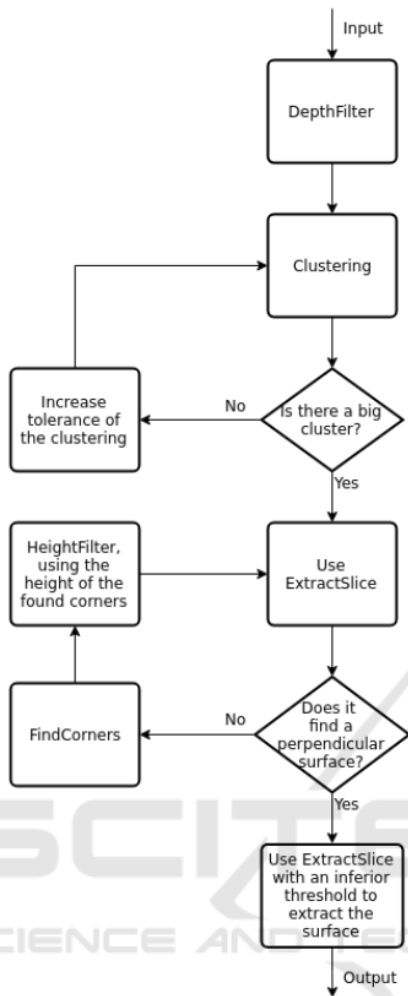 Input
DepthFilter
Clustering
Increase
tolerance of
the clustering
No
Is there a big
cluster?
Yes
HeightFilter,
using the
height of the
found corners
Use
ExtractSlice
FindCorners
No
Does it
find a
perpendicular
surface?
Yes
Use ExtractSlice
with an inferior
threshold to
extract the
surface
Output